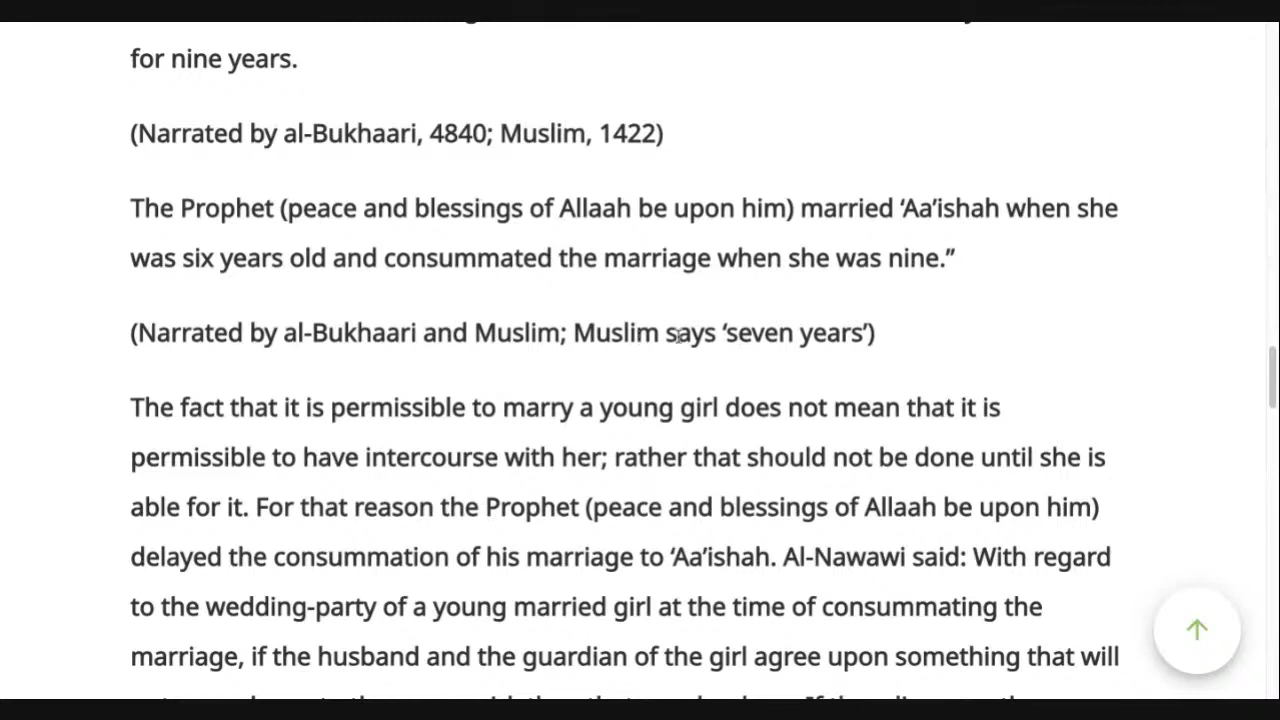 for nine years.
(Narrated by al-Bukhaari, 4840; Muslim, 1422)
The Prophet (peace and blessings of Allaah be upon him) married ‘Aa’ishah when she
was six years old and consummated the marriage when she was nine.”
(Narrated by al-Bukhaari and Muslim; Muslim says ‘seven years’)
The fact that it is permissible to marry a young girl does not mean that it is
permissible to have intercourse with her; rather that should not be done until she is
able for it. For that reason the Prophet (peace and blessings of Allaah be upon him)
delayed the consummation of his marriage to ‘Aa’ishah. Al-Nawawi said: With regard
to the wedding-party of a young married girl at the time of consummating the
marriage, if the husband and the guardian of the girl agree upon something that will